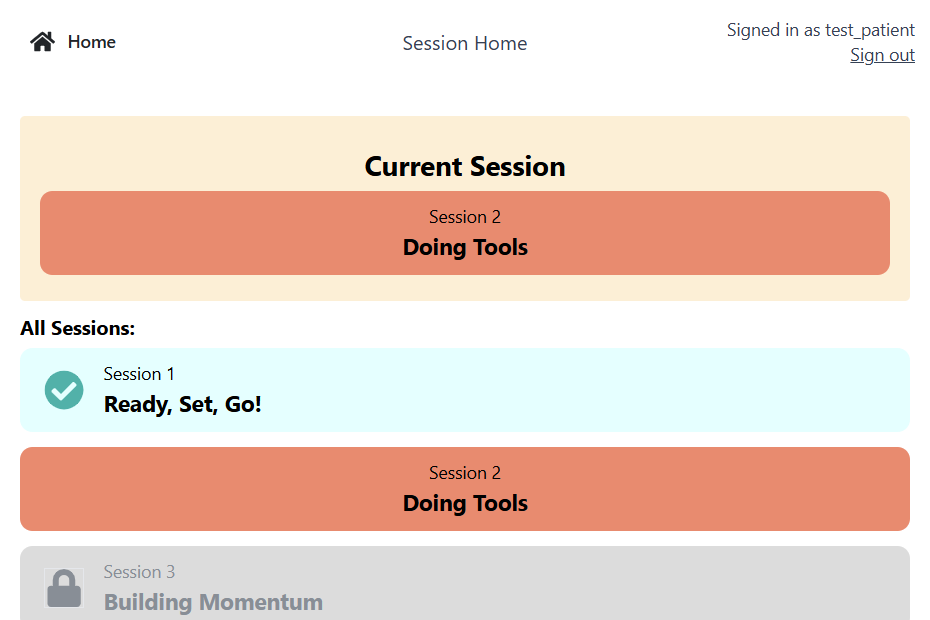 Home
Session Home
Signed in as test_patient
Sign out
Current Session
Session 2
Doing Tools
All Sessions:
Session 1
Ready, Set, Go!
Session 2
Doing Tools
Session 3
Building Momentum